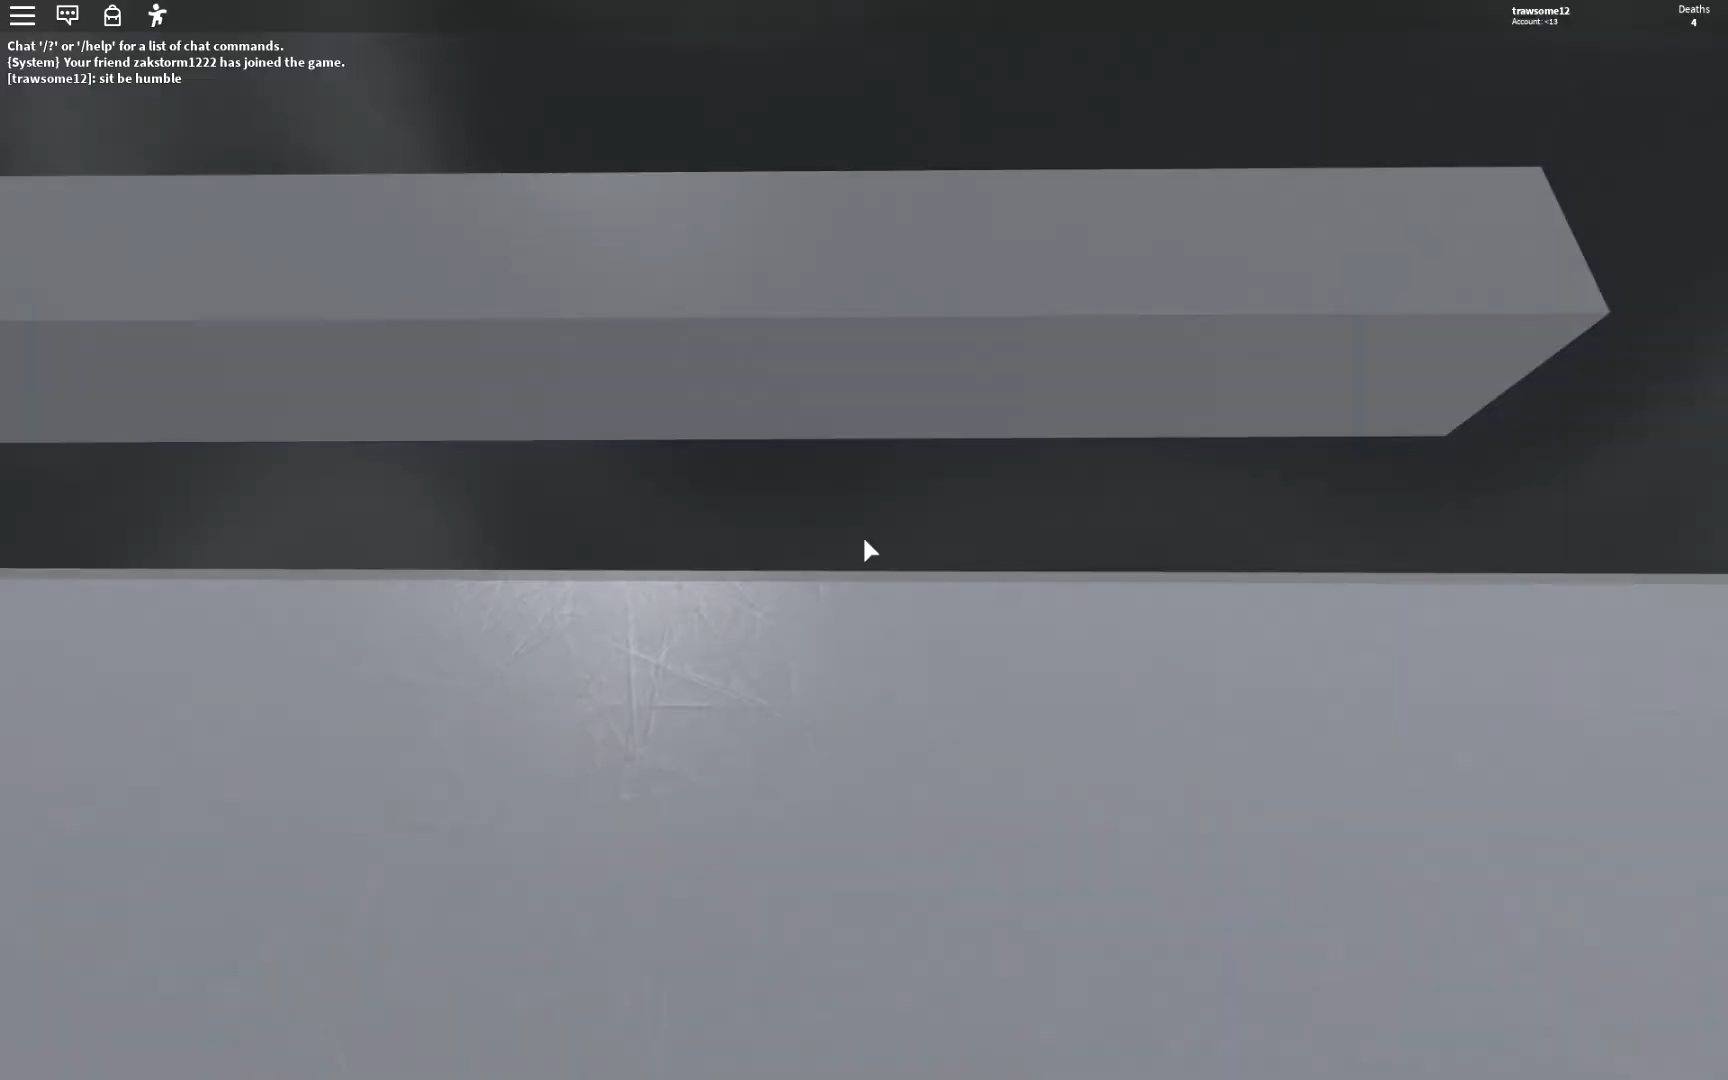 trawsome12
Account: <13
Deaths
4
Chat '/?' or '/help' for a list of chat commands.
{System} Your friend zakstorm1222 has joined the game.
[trawsome12]: sit be humble